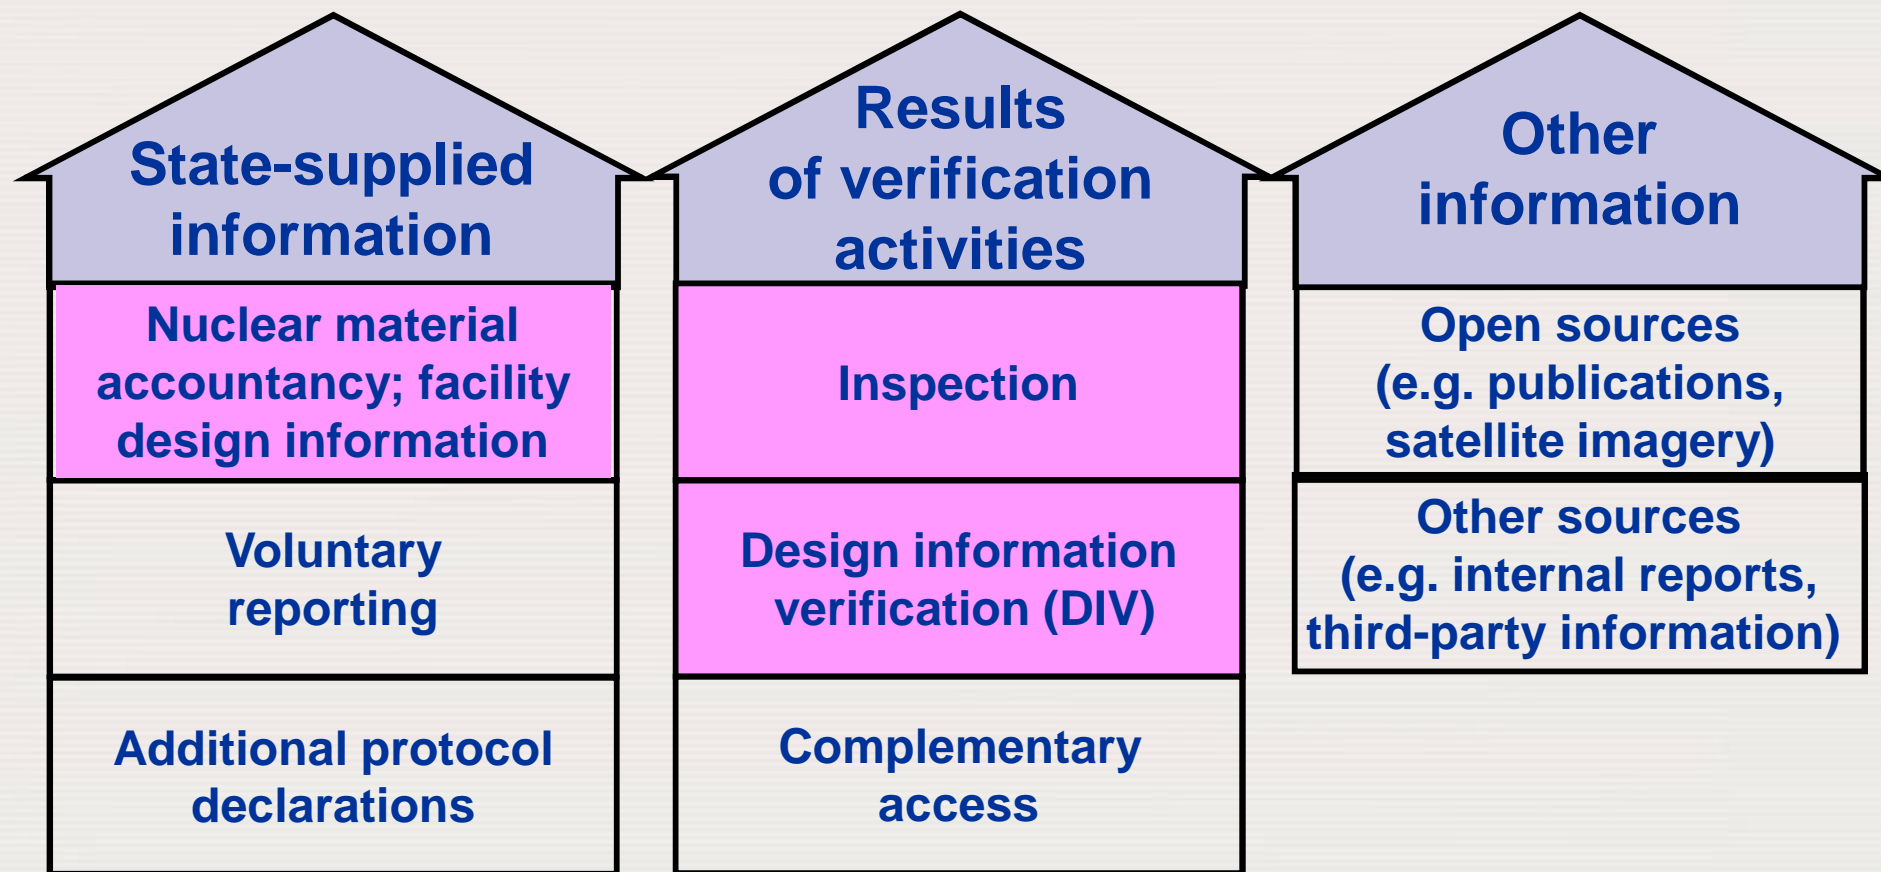 State-supplied
information
Nuclear material
accountancy; facility
design information
Voluntary
reporting
Additional protocol
declarations
Results
of verification
activities
Inspection
Design information
verification (DIV)
Complementary
access
Other
information
Open sources
(e.g. publications,
satellite imagery)
Other sources
(e.g. internal reports,
third-party information)